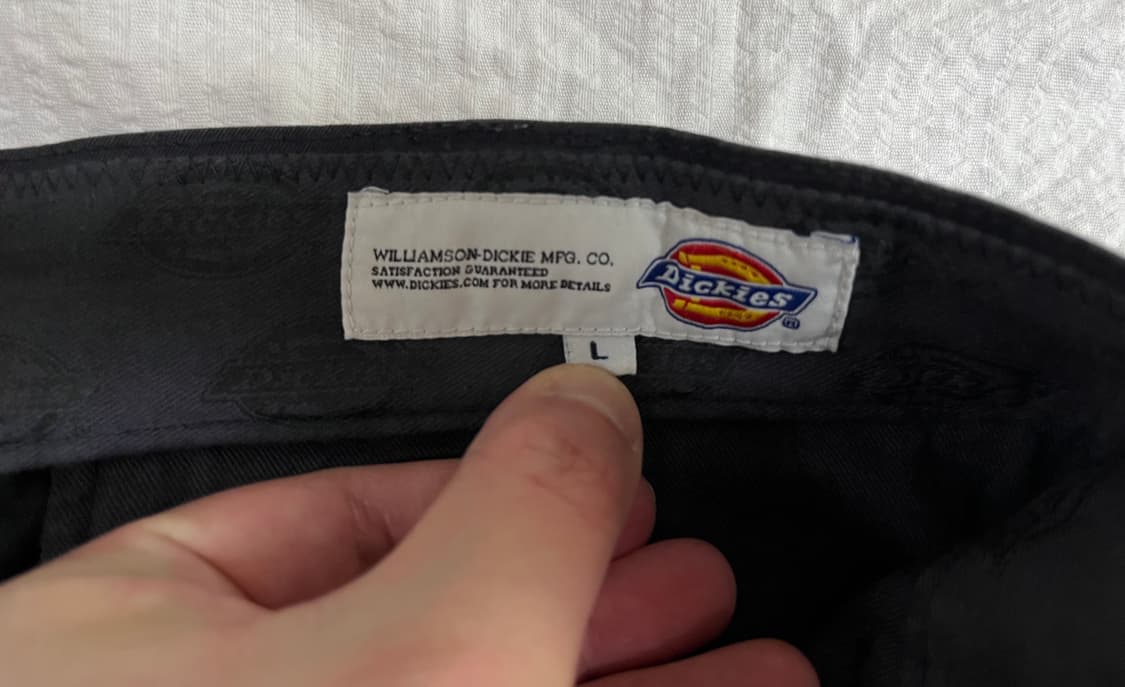 WILLIAMSON-DICKIE MFG. CO.
SATISFACTION GUARANTEED
WWW.DICKIES.COM FOR MORE DETAILS
Dickies
®
L